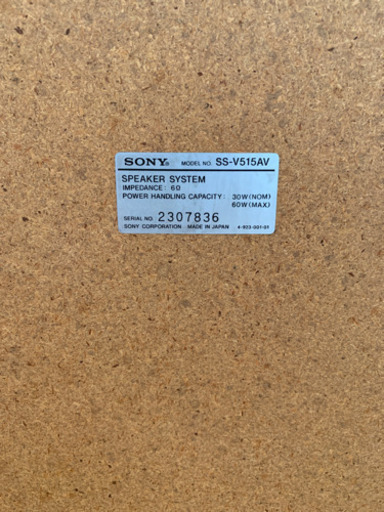 SONY® MODEL NO. SS-V515AV
SPEAKER SYSTEM
IMPEDANCE: 6Ω
POWER HANDLING CAPACITY: 30W(NOM)
60W(MAX)
SERIAL NO. 2307836
SONY CORPORATION MADE IN JAPAN